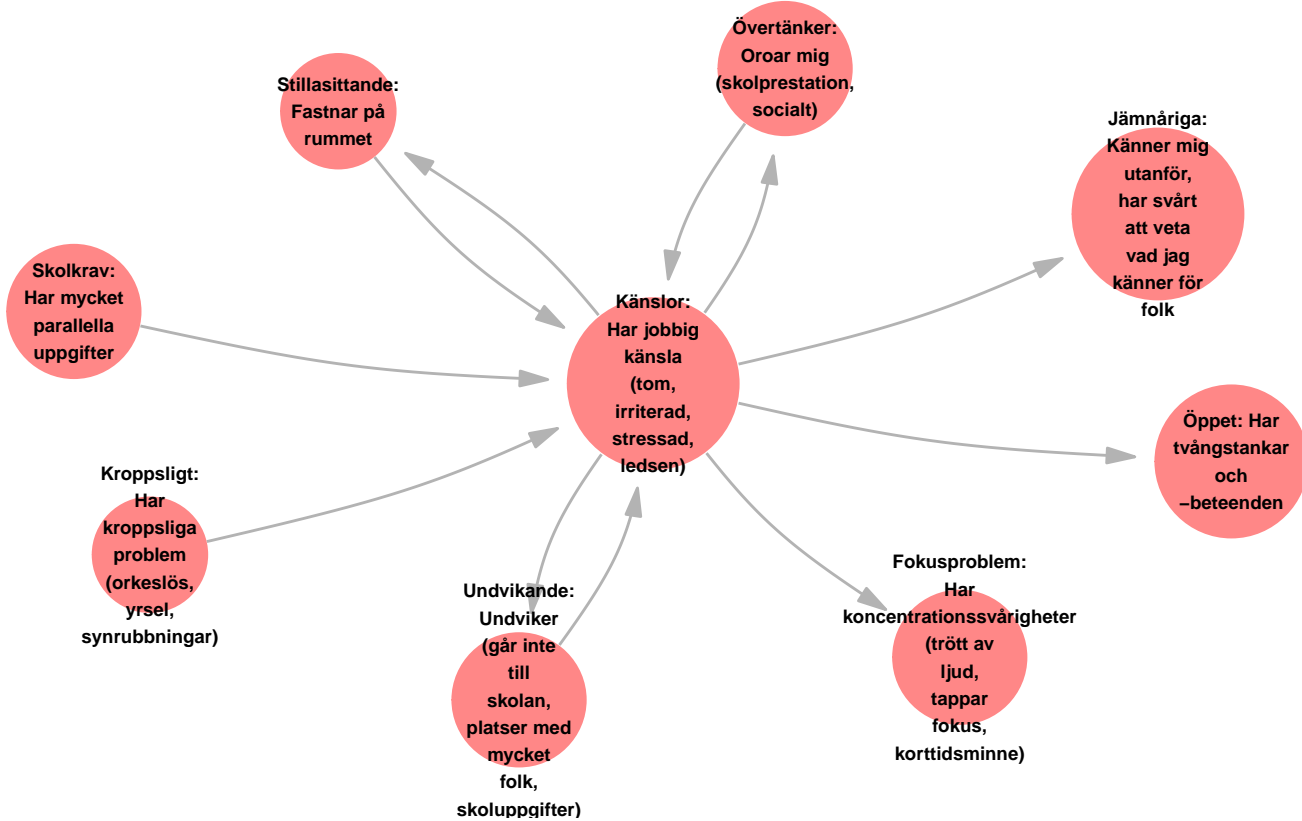 Övertänker:
Oroar mig
(skolprestation,
socialt)
Stillasittande:
Fastnar på
rummet
Jämnåriga:
Känner mig
utanför,
har svårt
att veta
vad jag
känner för
folk
Skolkrav:
Har mycket
parallella
uppgifter
Känslor:
Har jobbig
känsla
(tom,
irriterad,
stressad,
ledsen)
Öppet: Har
tvångstankar
och
–beteenden
Kroppsligt:
Har
kroppsliga
problem
(orkeslös,
yrsel,
synrubbningar)
Undvikande:
Undviker
(går inte
till
skolan,
platser med
mycket
folk,
skoluppgifter)
Fokusproblem:
Har
koncentrationssvårigheter
(trött av
ljud,
tappar
fokus,
korttidsminne)